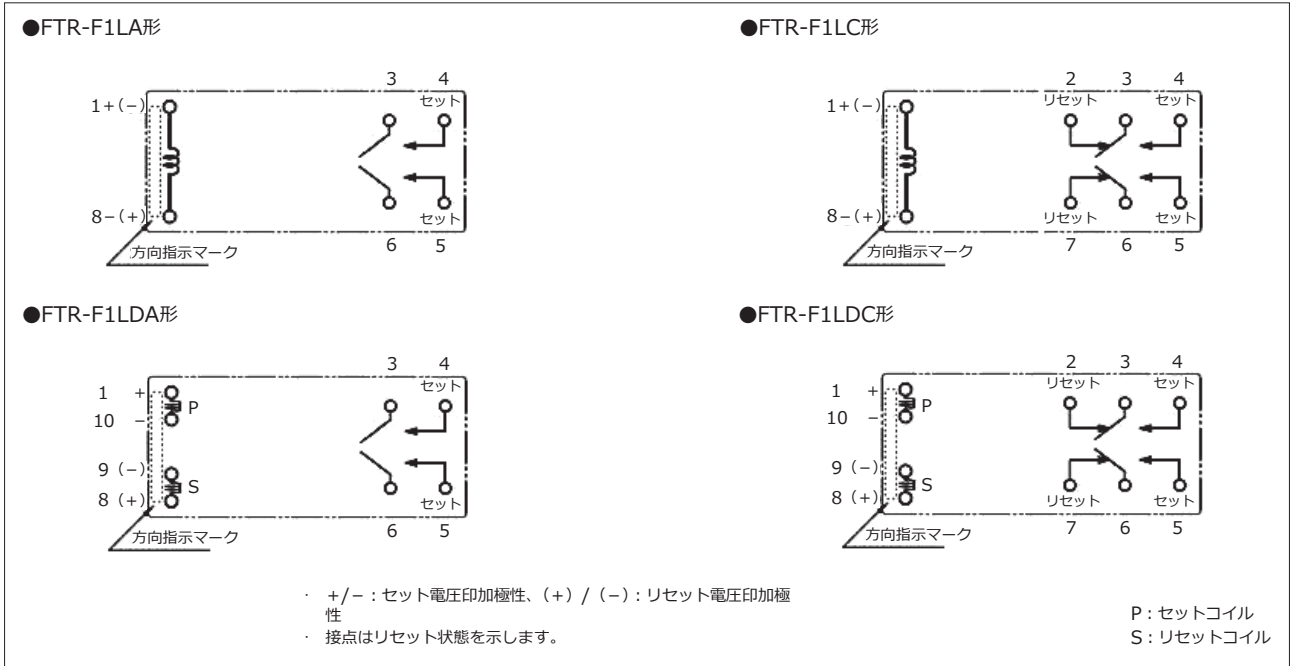 ●FTR-F1LA形
3 4
セット
1+(−)
8−(+)
セット
6 5
方向指示マーク
●FTR-F1LC形
2 3 4
リセット セット
1+(−)
8−(+)
リセット セット
7 6 5
方向指示マーク
●FTR-F1LDA形
3 4
セット
1 +
P
10 −
9 (−)
S
8 (+)
セット
6 5
方向指示マーク
●FTR-F1LDC形
2 3 4
リセット セット
1 +
P
10 −
9 (−)
S
8 (+)
リセット セット
7 6 5
方向指示マーク
· +/−:セット電圧印加極性、(+) / (−):リセット電圧印加極
性
· 接点はリセット状態を示します。
P:セットコイル
S:リセットコイル